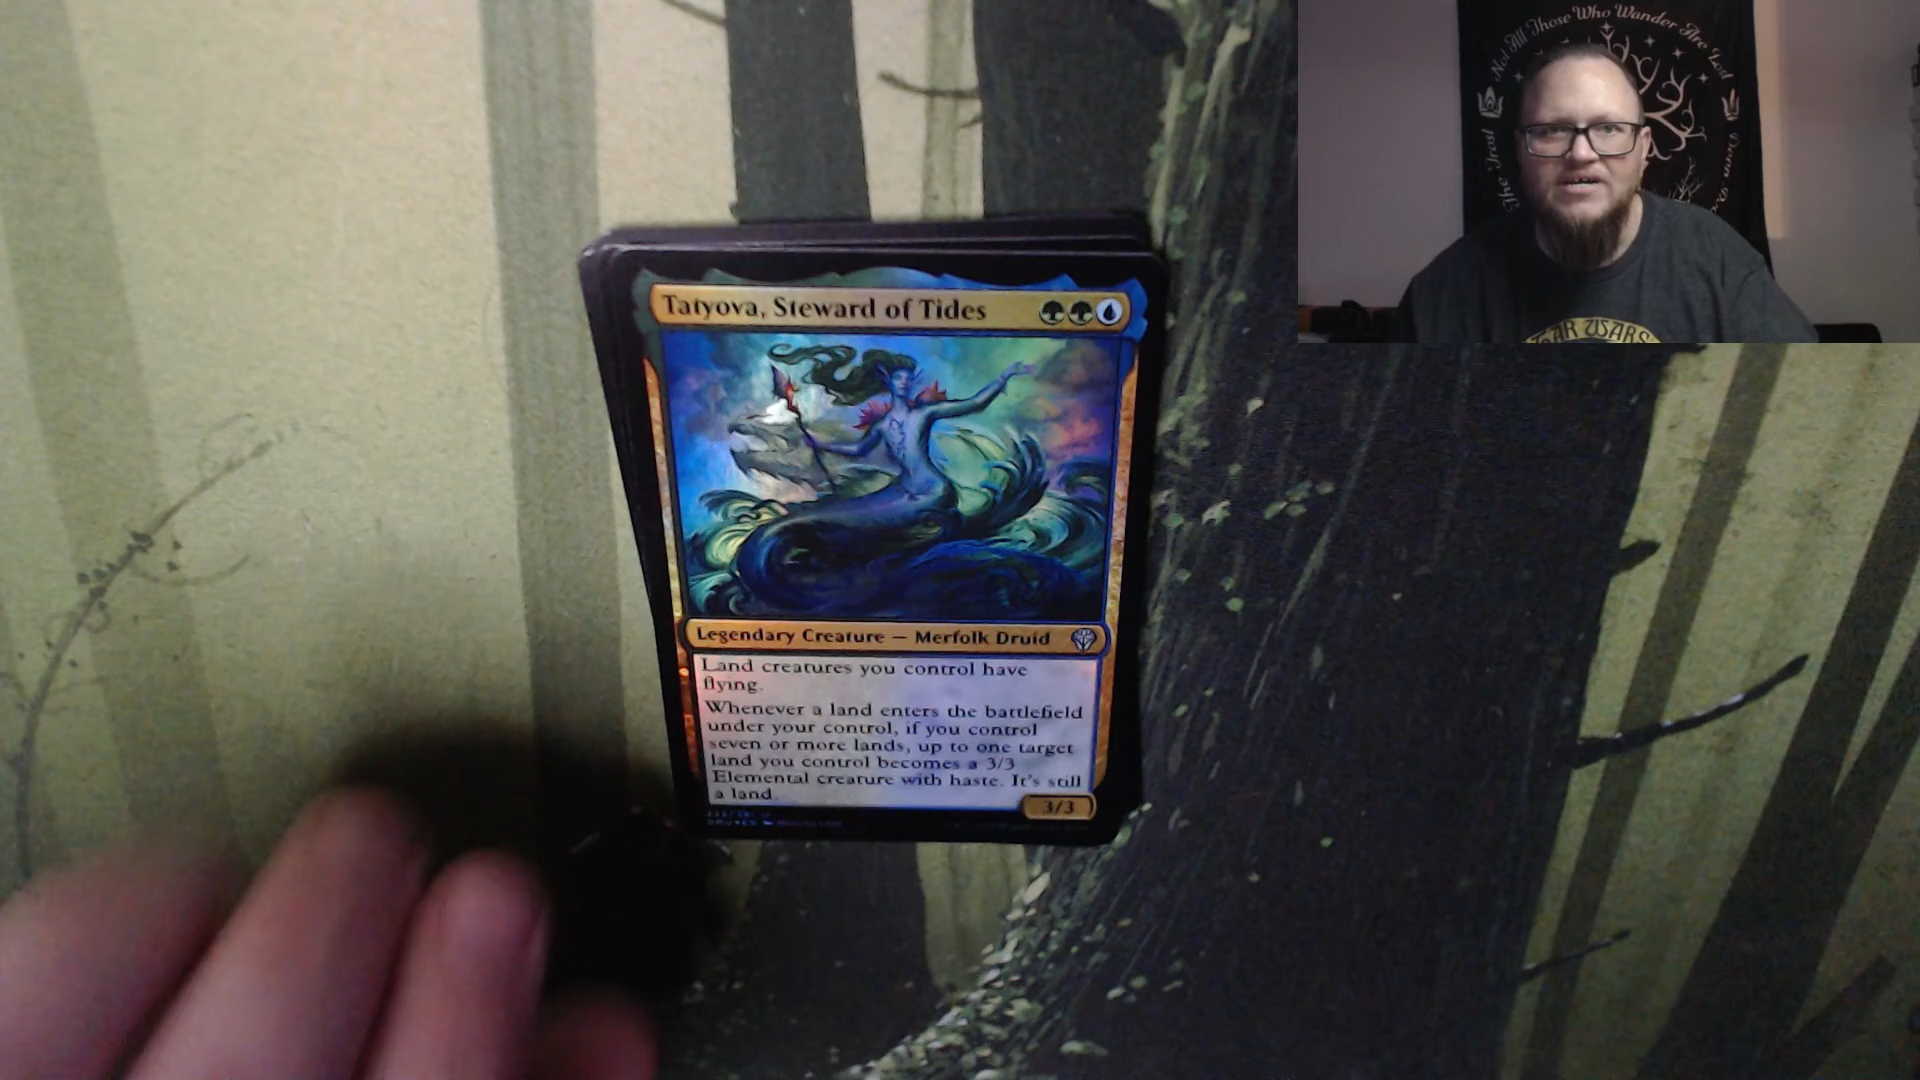 Not All Those Who Wander Are Lost
Tatyova, Steward of Tides
Legendary Creature — Merfolk Druid
Land creatures you control have
flying.
Whenever a land enters the battlefield
under your control, if you control
seven or more lands, up to one target
land you control becomes a 3/3
Elemental creature with haste. It's still
a land.
3/3